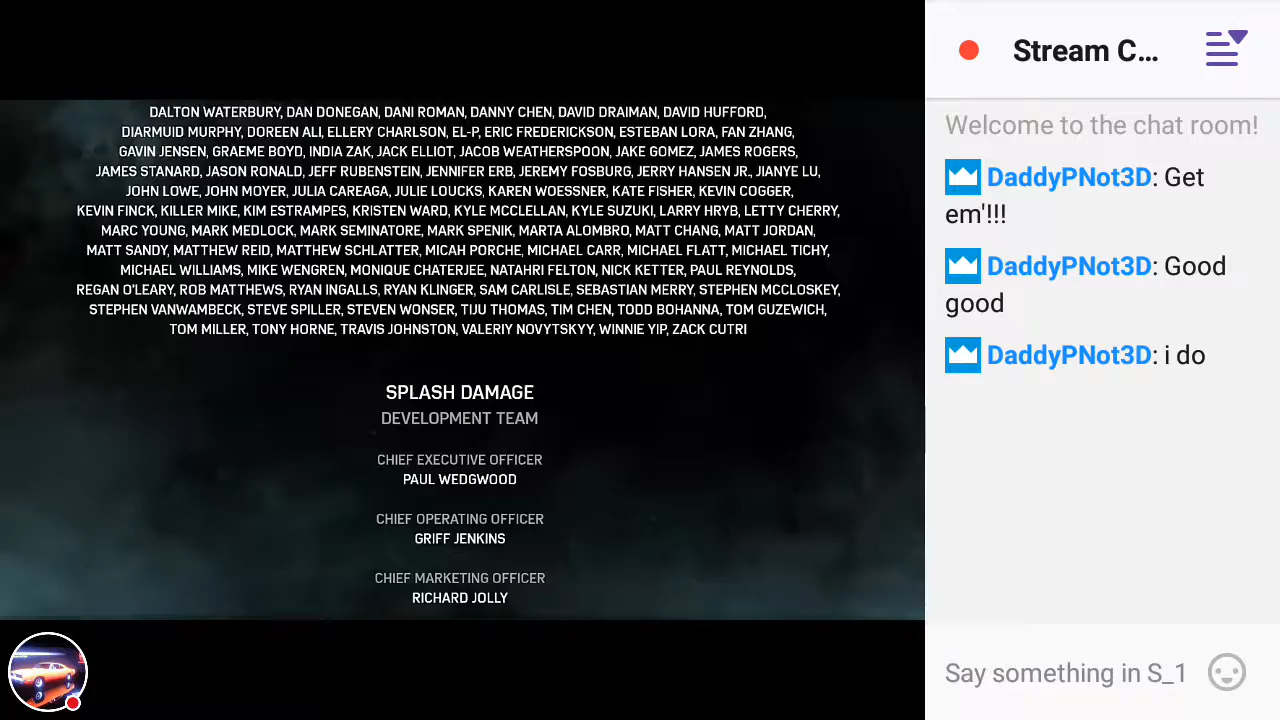 DALTON WATERBURY, DAN DONEGAN, DANI ROMAN, DANNY CHEN, DAVID DRAIMAN, DAVID HUFFORD,
DIARMUID MURPHY, DOREEN ALI, ELLERY CHARLSON, EL-P, ERIC FREDERICKSON, ESTEBAN LORA, FAN ZHANG,
GAVIN JENSEN, GRAEME BOYD, INDIA ZAK, JACK ELLIOT, JACOB WEATHERSPOON, JAKE GOMEZ, JAMES ROGERS,
JAMES STANARD, JASON RONALD, JEFF RUBENSTEIN, JENNIFER ERB, JEREMY FOSBURG, JERRY HANSEN JR., JIANYE LU,
JOHN LOWE, JOHN MOYER, JULIA CAREAGA, JULIE LOUCKS, KAREN WOESSNER, KATE FISHER, KEVIN COGGER,
KEVIN FINCK, KILLER MIKE, KIM ESTRAMPES, KRISTEN WARD, KYLE MCCLELLAN, KYLE SUZUKI, LARRY HRYB, LETTY CHERRY,
MARC YOUNG, MARK MEDLOCK, MARK SEMINATORE, MARK SPENIK, MARTA ALOMBRO, MATT CHANG, MATT JORDAN,
MATT SANDY, MATTHEW REID, MATTHEW SCHLATTER, MICAH PORCHE, MICHAEL CARR, MICHAEL FLATT, MICHAEL TICHY,
MICHAEL WILLIAMS, MIKE WENGREN, MONIQUE CHATERJEE, NATAHRI FELTON, NICK KETTER, PAUL REYNOLDS,
REGAN O'LEARY, ROB MATTHEWS, RYAN INGALLS, RYAN KLINGER, SAM CARLISLE, SEBASTIAN MERRY, STEPHEN MCCLOSKEY,
STEPHEN VANWAMBECK, STEVE SPILLER, STEVEN WONSER, TIJU THOMAS, TIM CHEN, TODD BOHANNA, TOM GUZEWICH,
TOM MILLER, TONY HORNE, TRAVIS JOHNSTON, VALERIY NOVYTSKYY, WINNIE YIP, ZACK CUTRI
SPLASH DAMAGE
DEVELOPMENT TEAM
CHIEF EXECUTIVE OFFICER
PAUL WEDGWOOD
CHIEF OPERATING OFFICER
GRIFF JENKINS
CHIEF MARKETING OFFICER
RICHARD JOLLY
Stream C...
Welcome to the chat room!
DaddyPNot3D: Get
em'!!!
DaddyPNot3D: Good
good
DaddyPNot3D: i do
Say something in S_1